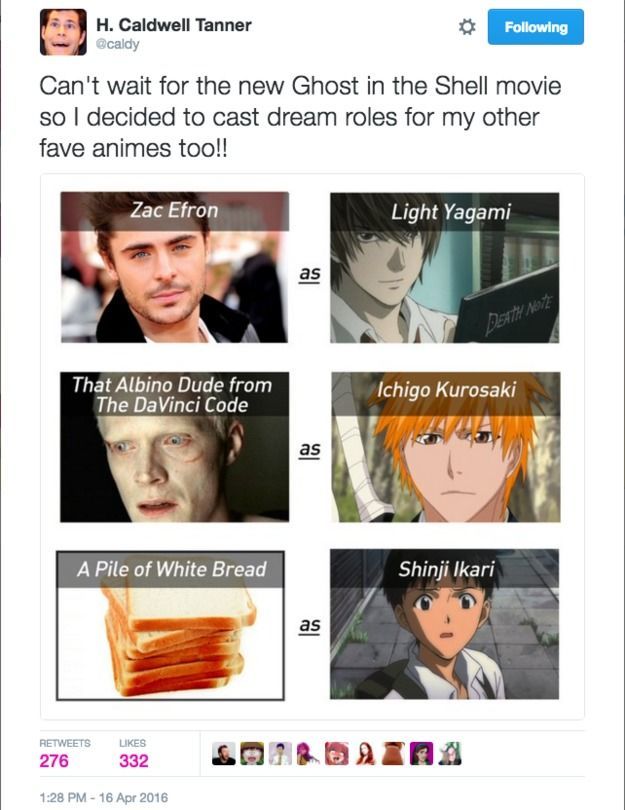 H. Caldwell Tanner
@caldy
Following
Can't wait for the new Ghost in the Shell movie
so I decided to cast dream roles for my other
fave animes too!!
Zac Efron
as
Light Yagami
DEATH NOTE
That Albino Dude from
The DaVinci Code
as
Ichigo Kurosaki
A Pile of White Bread
as
Shinji Ikari
RETWEETS
276
LIKES
332
1:28 PM - 16 Apr 2016